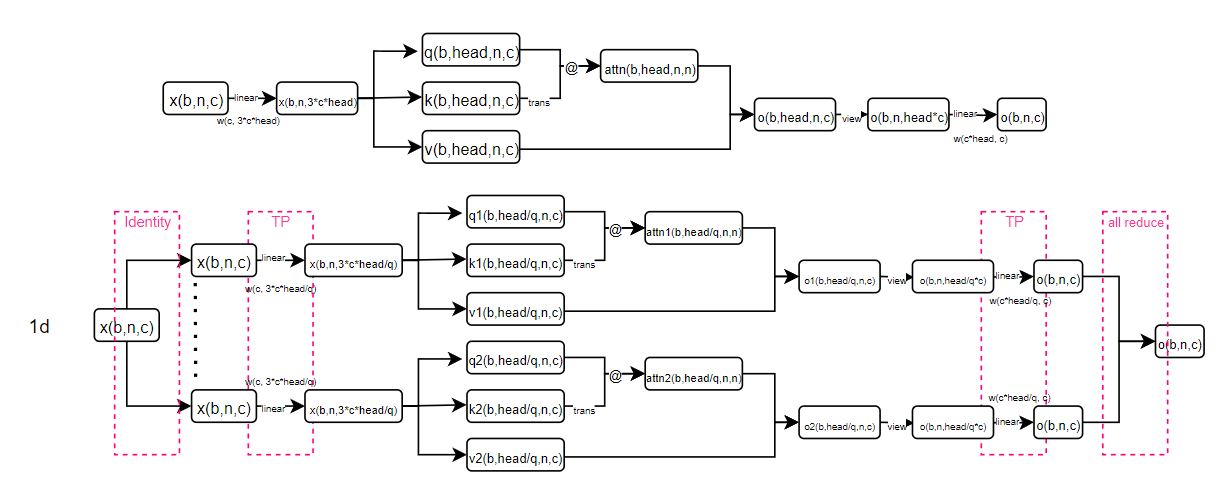 q(b,head,n,c)
@
attn(b,head,n,n)
x(b,n,c)
linear
w(c, 3*c*head)
x(b,n,3*c*head)
k(b,head,n,c)
trans
v(b,head,n,c)
o(b,head,n,c)
view
o(b,n,head*c)
linear
w(c*head, c)
o(b,n,c)
Identity
TP
TP
all reduce
1d
x(b,n,c)
x(b,n,c)
linear
w(c, 3*c*head/q)
x(b,n,3*c*head/q)
q1(b,head/q,n,c)
k1(b,head/q,n,c)
trans
v1(b,head/q,n,c)
@
attn1(b,head/q,n,n)
o1(b,head/q,n,c)
view
o(b,n,head/q*c)
linear
w(c*head/q, c)
o(b,n,c)
w(c, 3*c*head/q)
x(b,n,c)
linear
x(b,n,3*c*head/q)
q2(b,head/q,n,c)
k2(b,head/q,n,c)
trans
v2(b,head/q,n,c)
@
attn2(b,head/q,n,n)
o2(b,head/q,n,c)
view
o(b,n,head/q*c)
w(c*head/q, c)
linear
o(b,n,c)
o(b,n,c)